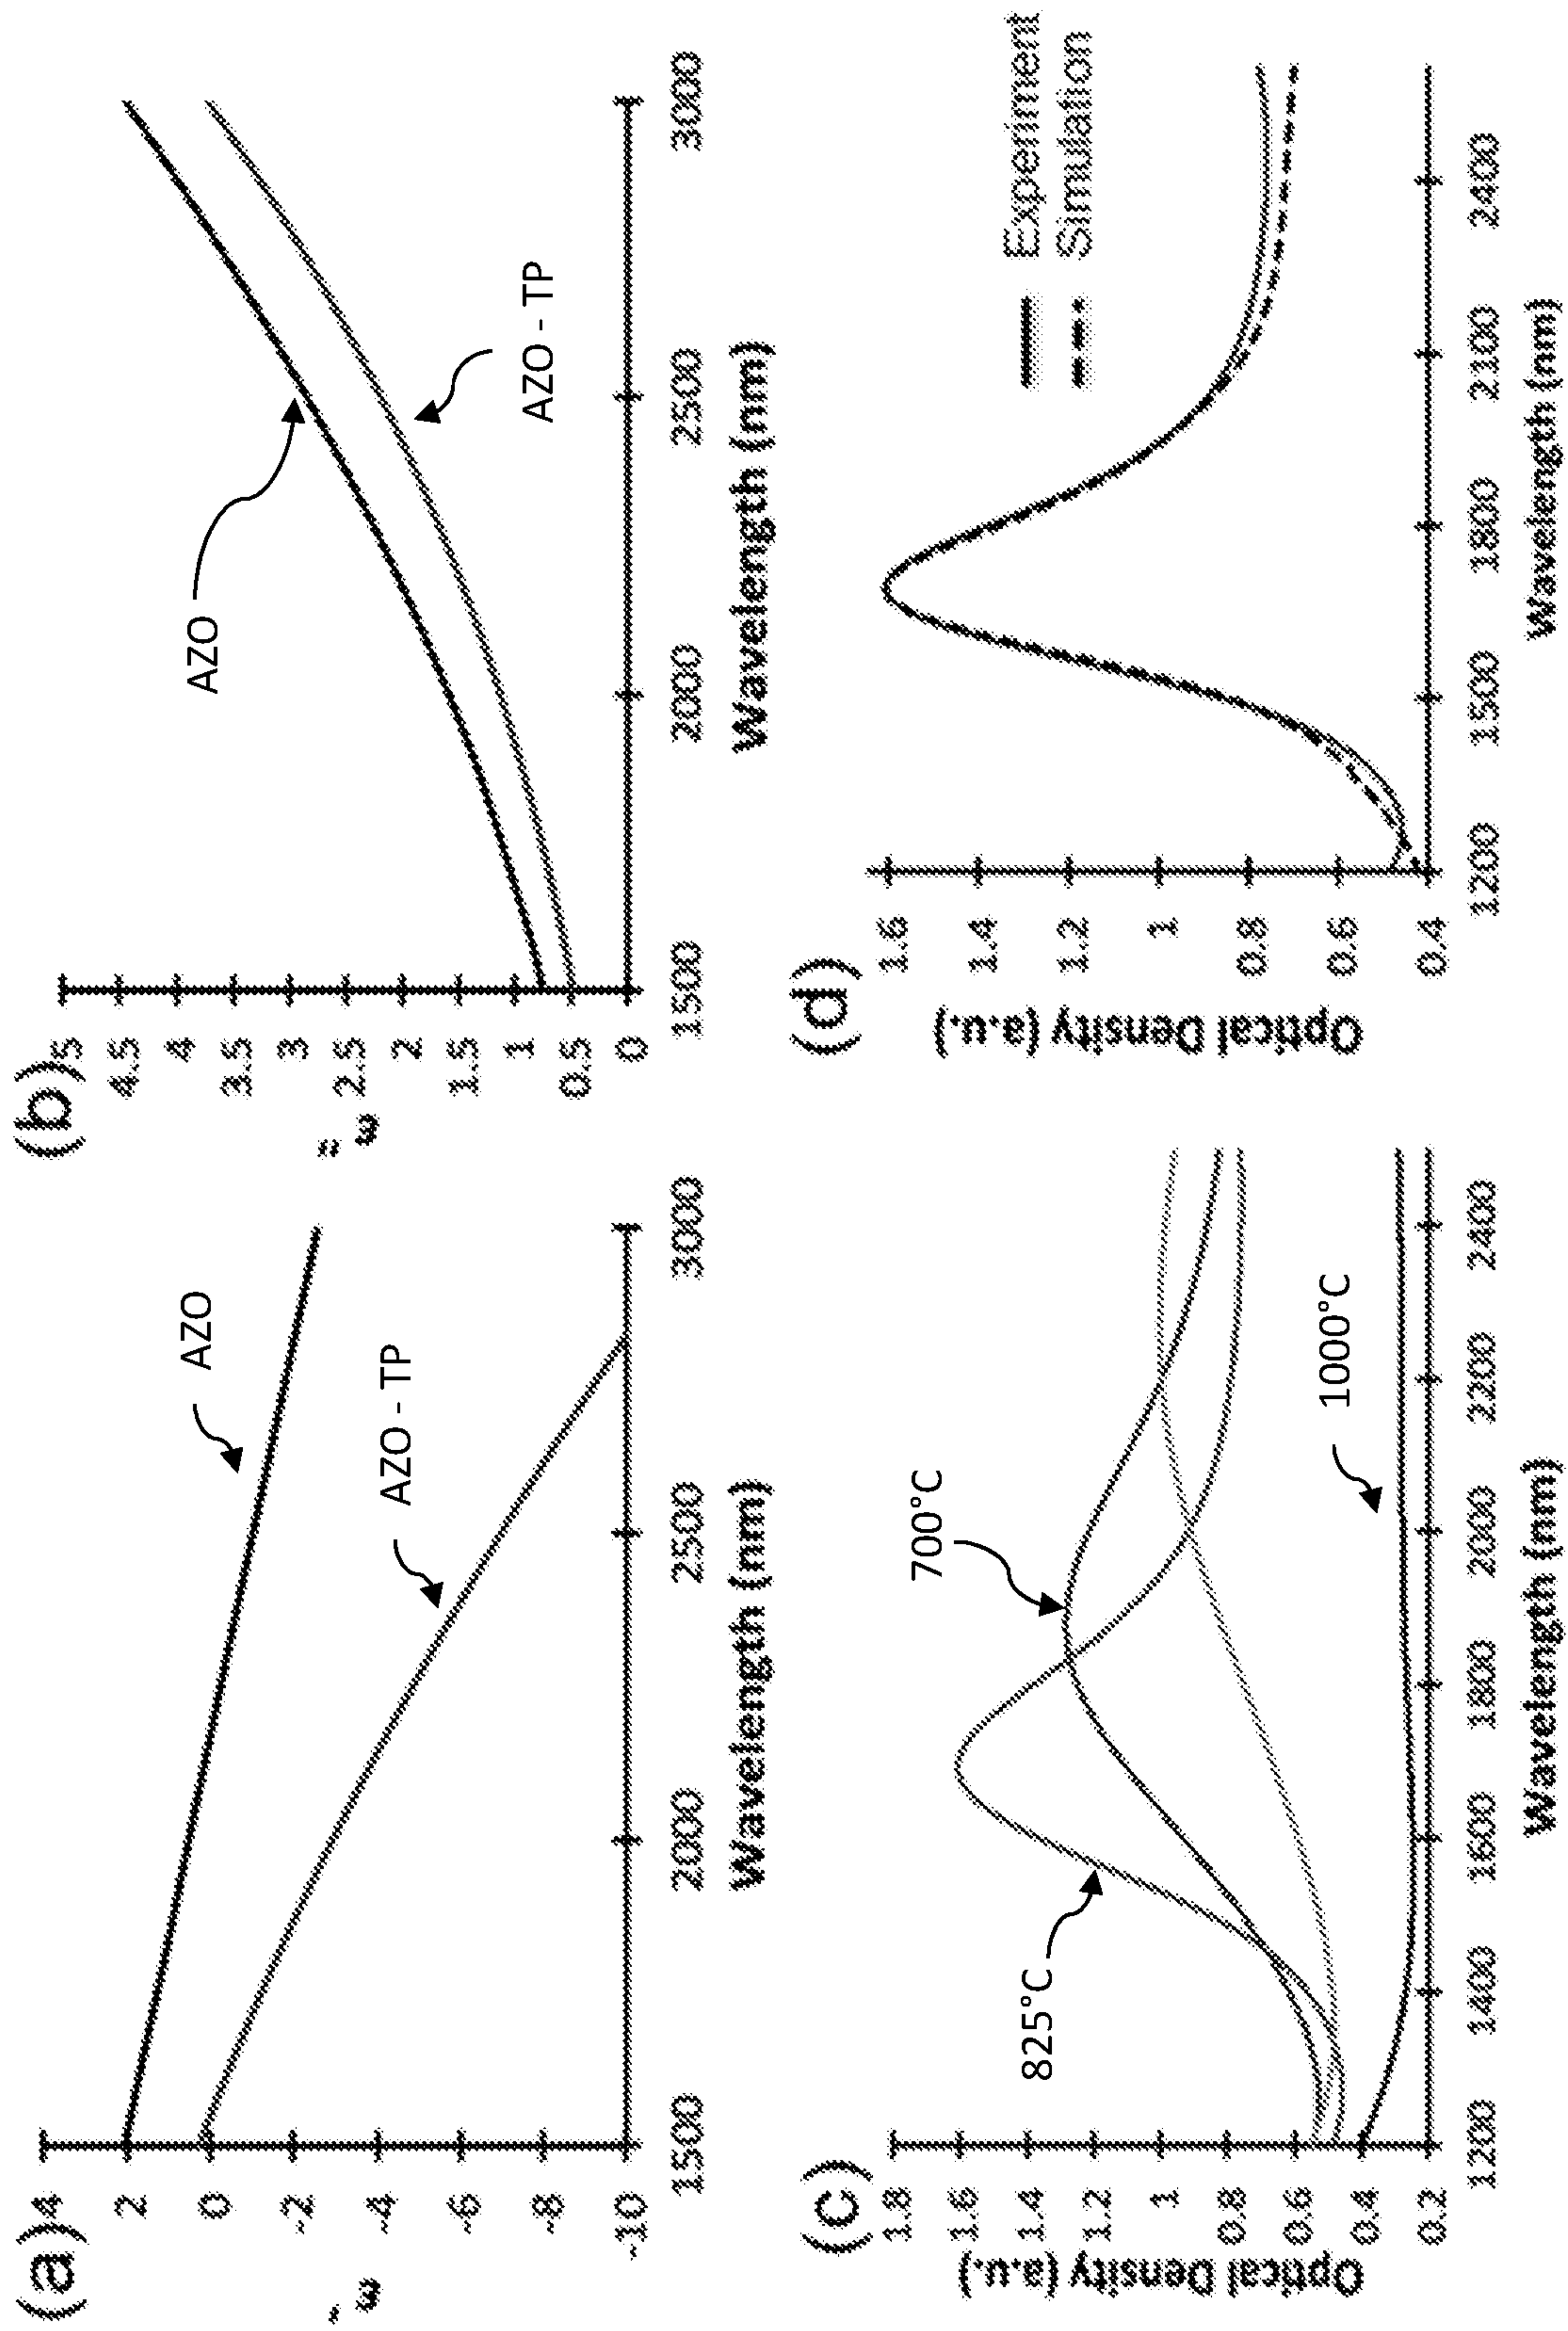 (a)
4
2
0
-2
-4
-6
-8
-10
ε'
AZO
AZO - TP
1500
2000
2500
3000
Wavelength (nm)
(b)
5
4.5
4
3.5
3
2.5
2
1.5
1
0.5
0
ε"
AZO
AZO - TP
1500
2000
2500
3000
Wavelength (nm)
(c)
1.8
1.6
1.4
1.2
1
0.8
0.6
0.4
0.2
Optical Density (a.u.)
825°C
700°C
1000°C
1200
1400
1600
1800
2000
2200
2400
Wavelength (nm)
(d)
1.6
1.4
1.2
1
0.8
0.6
0.4
Optical Density (a.u.)
Experiment
Simulation
1200
1500
1800
2100
2400
Wavelength (nm)